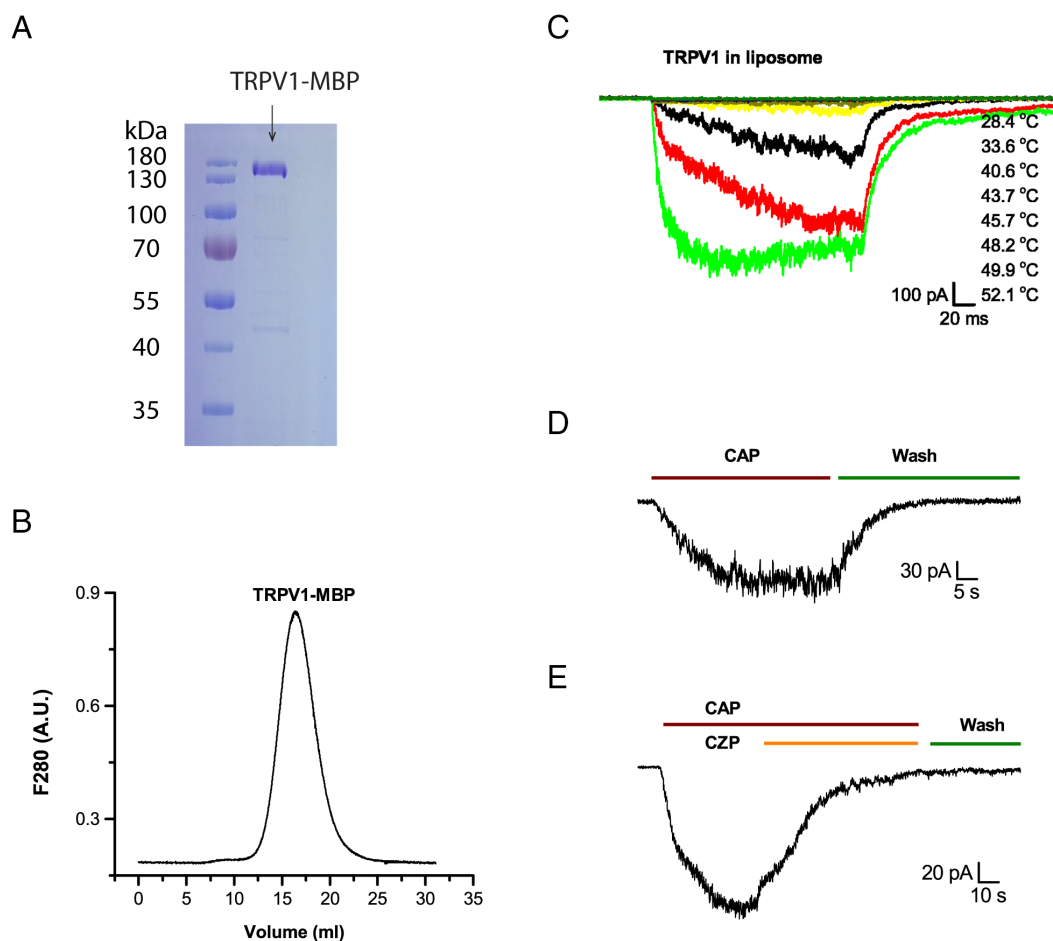 A
TRPV1-MBP
kDa
180
130
100
70
55
40
35
B
TRPV1-MBP
0.9
0.6
0.3
F280 (A.U.)
0 5 10 15 20 25 30 35
Volume (ml)
C
TRPV1 in liposome
28.4 °C
33.6 °C
40.6 °C
43.7 °C
45.7 °C
48.2 °C
49.9 °C
100 pA 52.1 °C
20 ms
D
CAP Wash
30 pA
5 s
E
CAP
Wash
CZP
20 pA
10 s